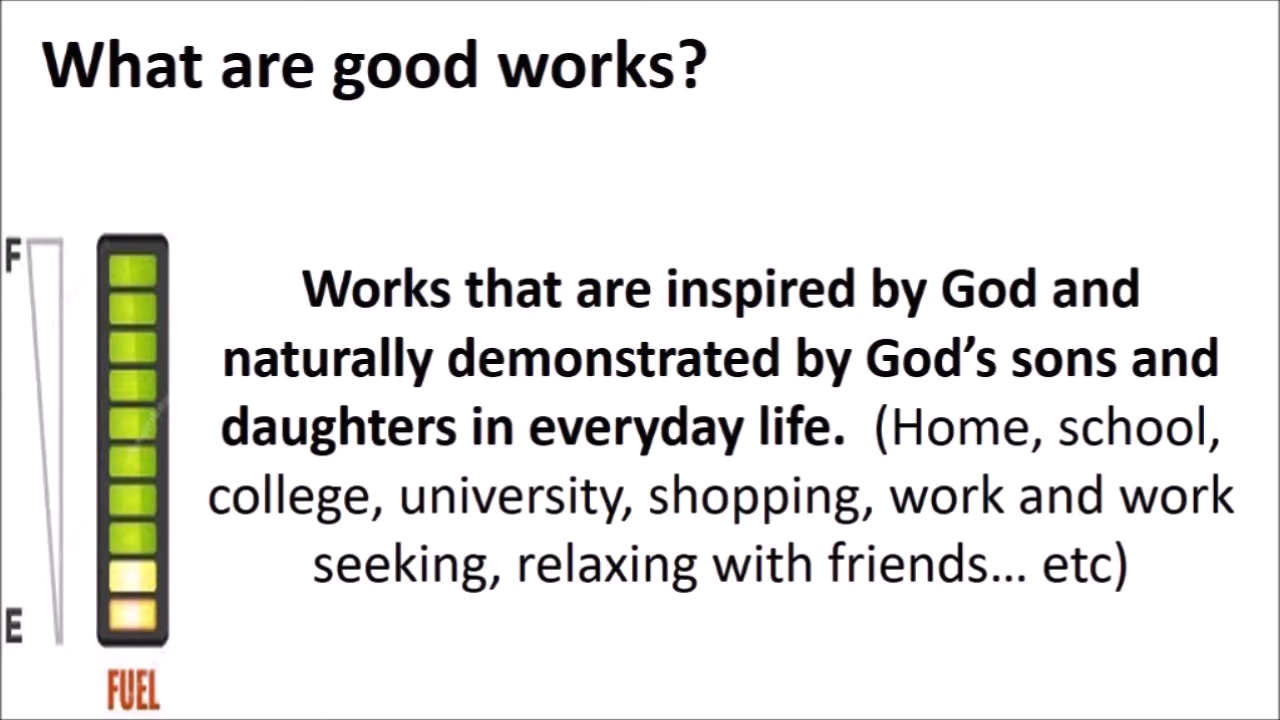 What are good works?
F
Works that are inspired by God and
naturally demonstrated by God’s sons and
daughters in everyday life.  (Home, school,
college, university, shopping, work and work
seeking, relaxing with friends... etc)
E
FUEL